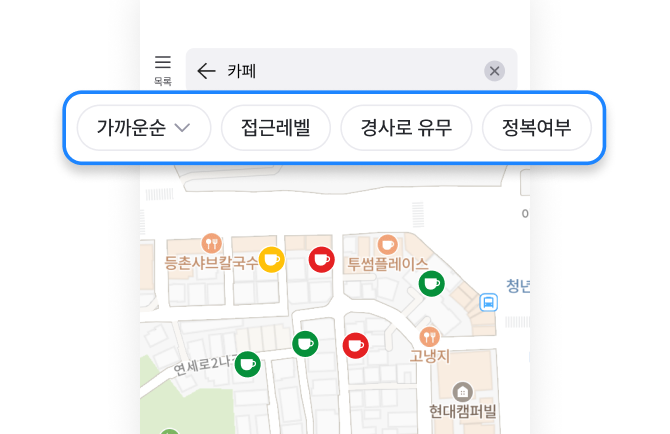 목록
카페
가까운순
접근레벨
경사로 유무
정복여부
등촌샤브칼국수
투썸플레이스
청년
고냉지
연세로2나
현대캠퍼빌